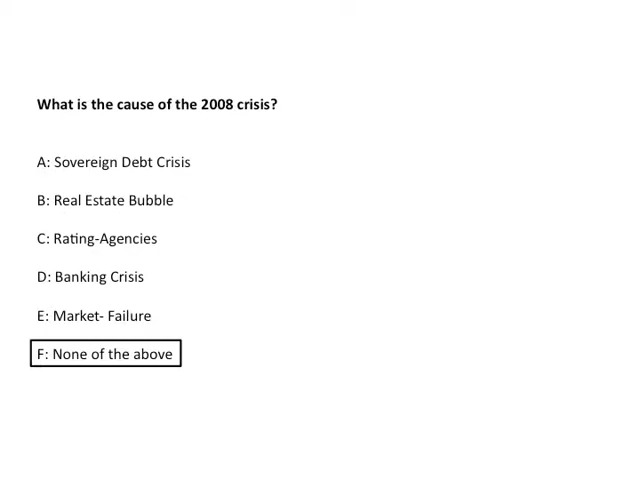 What is the cause of the 2008 crisis?
A: Sovereign Debt Crisis
B: Real Estate Bubble
C: Rating-Agencies
D: Banking Crisis
E: Market- Failure
F: None of the above